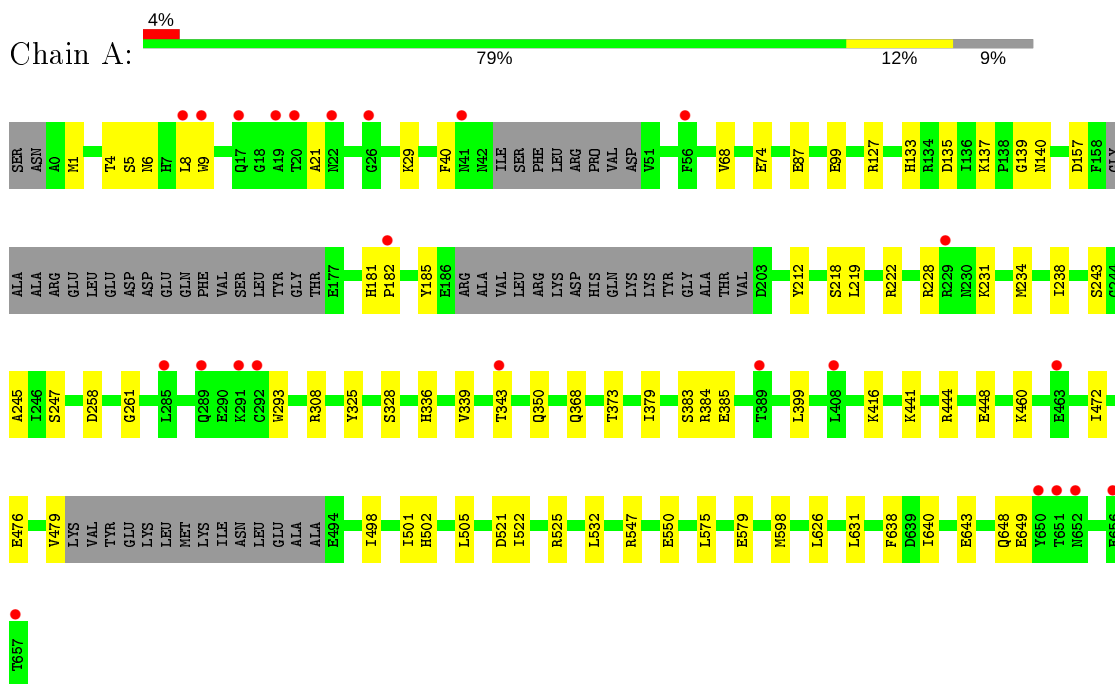 4%
Chain A:
79% 12% 9%
SER ASN A0 M1 T4 S5 N6 H7 L8 W9 Q17 G18 A19 T20 A21 N22 G26 K29 F40 N41 N42 ILE SER PHE LEU ARG PRO VAL ASP V51 F56 V68 E74 E87 E99 R127 H133 R134 D135 I136 K137 P138 G139 N140 D157 F158 GLY
ALA ALA ARG GLU LEU GLU ASP ASP GLU GLN PHE VAL SER LEU TYR GLY THR E177 H181 P182 Y185 E186 ARG ALA VAL LEU ARG LYS ASP HIS GLN LYS LYS TYR GLY ALA THR VAL D203 Y212 S218 L219 R222 R228 R229 N230 K231 M234 I238 S243 G244
A245 I246 S247 D258 G261 L285 Q289 E290 K291 C292 W293 R308 Y325 S328 H336 V339 T343 Q350 Q368 T373 I379 S383 R384 E385 T389 L399 L408 K416 K441 R444 E448 K460 E463 I472
E476 V479 LYS VAL TYR GLU LYS LEU MET LYS ILE ASN LEU GLU ALA ALA E494 I498 I501 H502 L505 D521 I522 R525 L532 R547 E550 L575 E579 M598 L626 L631 F638 D639 I640 E643 Q648 E649 Y650 T651 N652
T657